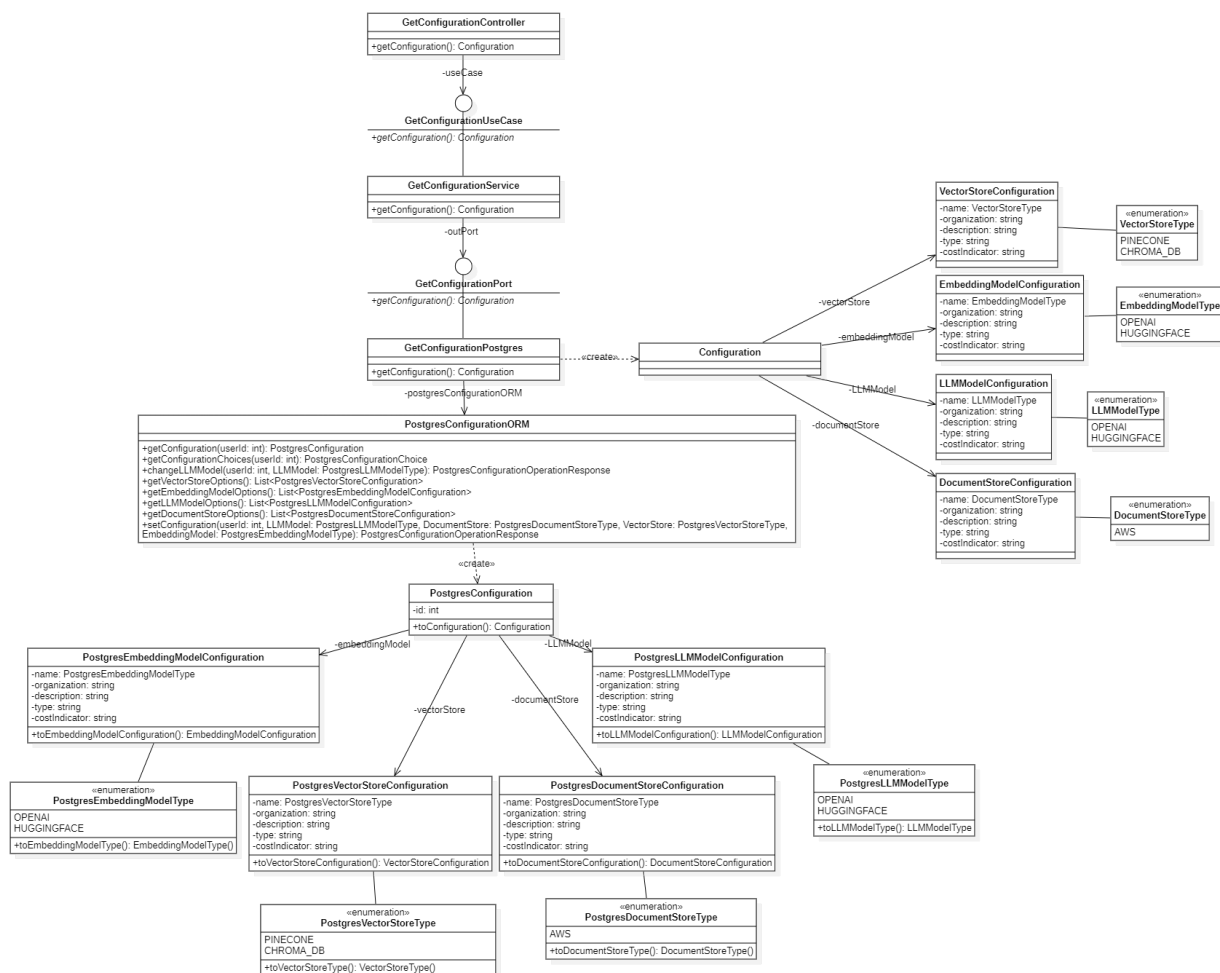 GetConfigurationController
+getConfiguration(): Configuration
-useCase
GetConfigurationUseCase
+getConfiguration(): Configuration
GetConfigurationService
+getConfiguration(): Configuration
-outPort
GetConfigurationPort
+getConfiguration(): Configuration
GetConfigurationPostgres
+getConfiguration(): Configuration
«create»
Configuration
-vectorStore
-embeddingModel
-LLMModel
-documentStore
VectorStoreConfiguration
-name: VectorStoreType
-organization: string
-description: string
-type: string
-costIndicator: string
«enumeration»
VectorStoreType
PINECONE
CHROMA_DB
EmbeddingModelConfiguration
-name: EmbeddingModelType
-organization: string
-description: string
-type: string
-costIndicator: string
«enumeration»
EmbeddingModelType
OPENAI
HUGGINGFACE
LLMModelConfiguration
-name: LLMModelType
-organization: string
-description: string
-type: string
-costIndicator: string
«enumeration»
LLMModelType
OPENAI
HUGGINGFACE
DocumentStoreConfiguration
-name: DocumentStoreType
-organization: string
-description: string
-type: string
-costIndicator: string
«enumeration»
DocumentStoreType
AWS
-postgresConfigurationORM
PostgresConfigurationORM
+getConfiguration(userId: int): PostgresConfiguration
+getConfigurationChoices(userId: int): PostgresConfigurationChoice
+changeLLMModel(userId: int, LLMModel: PostgresLLMModelType): PostgresConfigurationOperationResponse
+getVectorStoreOptions(): List<PostgresVectorStoreConfiguration>
+getEmbeddingModelOptions(): List<PostgresEmbeddingModelConfiguration>
+getLLMModelOptions(): List<PostgresLLMModelConfiguration>
+getDocumentStoreOptions(): List<PostgresDocumentStoreConfiguration>
+setConfiguration(userId: int, LLMModel: PostgresLLMModelType, DocumentStore: PostgresDocumentStoreType, VectorStore: PostgresVectorStoreType,
EmbeddingModel: PostgresEmbeddingModelType): PostgresConfigurationOperationResponse
«create»
PostgresConfiguration
-id: int
+toConfiguration(): Configuration
-embeddingModel
-vectorStore
-documentStore
-LLMModel
PostgresEmbeddingModelConfiguration
-name: PostgresEmbeddingModelType
-organization: string
-description: string
-type: string
-costIndicator: string
+toEmbeddingModelConfiguration(): EmbeddingModelConfiguration
PostgresLLMModelConfiguration
-name: PostgresLLMModelType
-organization: string
-description: string
-type: string
-costIndicator: string
+toLLMModelConfiguration(): LLMModelConfiguration
«enumeration»
PostgresEmbeddingModelType
OPENAI
HUGGINGFACE
+toEmbeddingModelType(): EmbeddingModelType()
PostgresVectorStoreConfiguration
-name: PostgresVectorStoreType
-organization: string
-description: string
-type: string
-costIndicator: string
+toVectorStoreConfiguration(): VectorStoreConfiguration
PostgresDocumentStoreConfiguration
-name: PostgresDocumentStoreType
-organization: string
-description: string
-type: string
-costIndicator: string
+toDocumentStoreConfiguration(): DocumentStoreConfiguration
«enumeration»
PostgresLLMModelType
OPENAI
HUGGINGFACE
+toLLMModelType(): LLMModelType
«enumeration»
PostgresVectorStoreType
PINECONE
CHROMA_DB
+toVectorStoreType(): VectorStoreType()
«enumeration»
PostgresDocumentStoreType
AWS
+toDocumentStoreType(): DocumentStoreType()